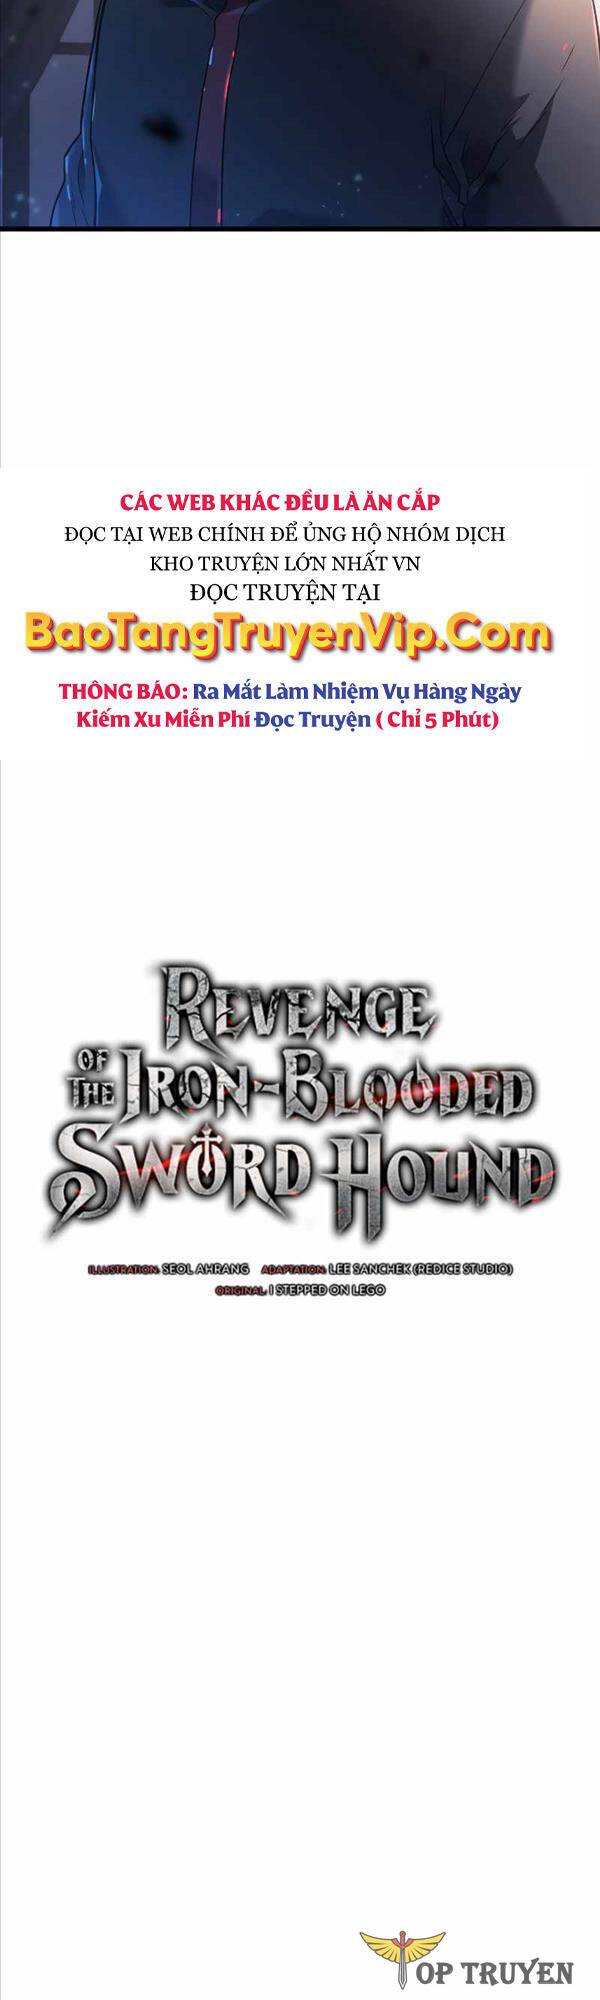 CÁC WEB KHÁC ĐỀU LÀ ĂN CẮP
ĐỌC TẠI WEB CHÍNH ĐỂ ỦNG HỘ NHÓM DỊCH
KHO TRUYỆN LỚN NHẤT VN
ĐỌC TRUYỆN TẠI
BaoTangTruyenVip.Com
THÔNG BÁO: Ra Mắt Làm Nhiệm Vụ Hàng Ngày
Kiếm Xu Miễn Phí Đọc Truyện ( Chỉ 5 Phút)
REVENGE
OF THE IRON-BLOODED
SWORD HOUND
ILLUSTRATION: SEOL AHRANG ADAPTATION: LEE SANCHEK (REDICE STUDIO)
ORIGINAL: I STEPPED ON LEGO
TOP TRUYEN